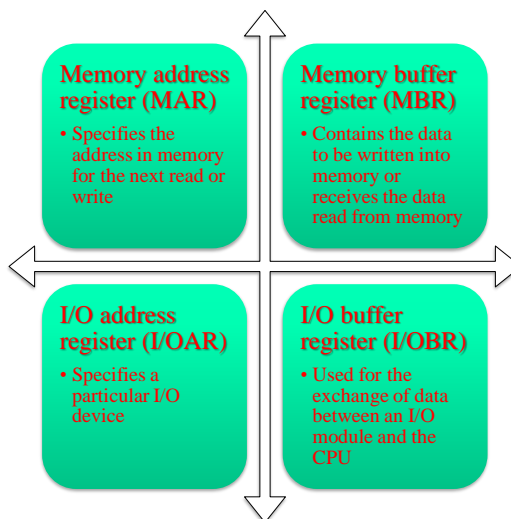 Memory address
register (MAR)
• Specifies the
address in memory
for the next read or
write
Memory buffer
register (MBR)
• Contains the data
to be written into
memory or
receives the data
read from memory
I/O address
register (I/OAR)
• Specifies a
particular I/O
device
I/O buffer
register (I/OBR)
• Used for the
exchange of data
between an I/O
module and the
CPU